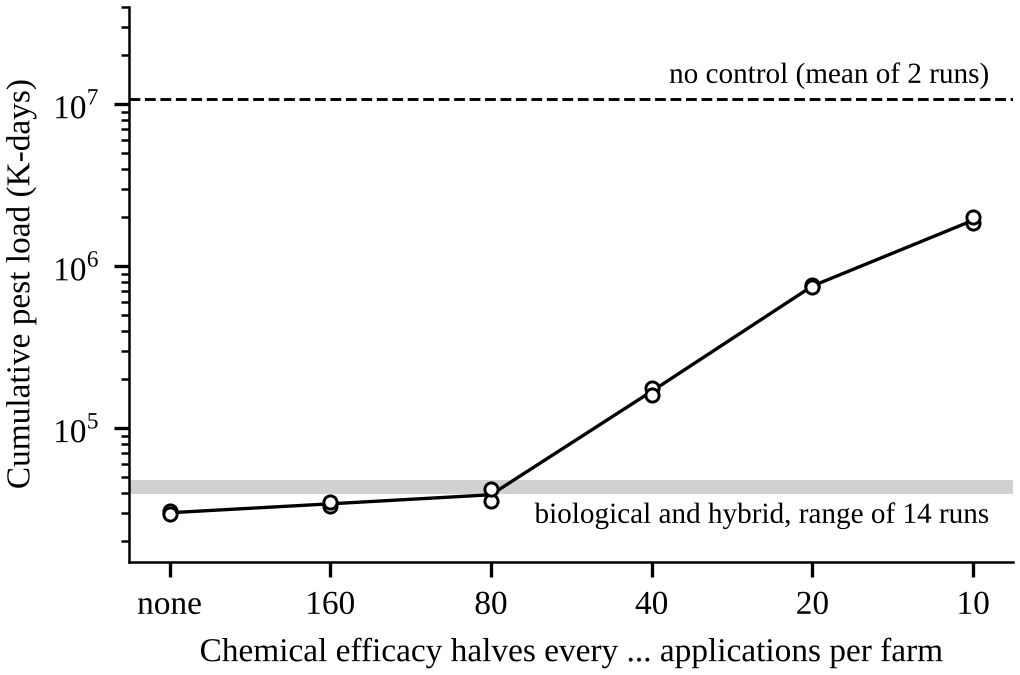 no control (mean of 2 runs)
10^7
10^6
10^5
Cumulative pest load (K-days)
biological and hybrid, range of 14 runs
none 160 80 40 20 10
Chemical efficacy halves every ... applications per farm